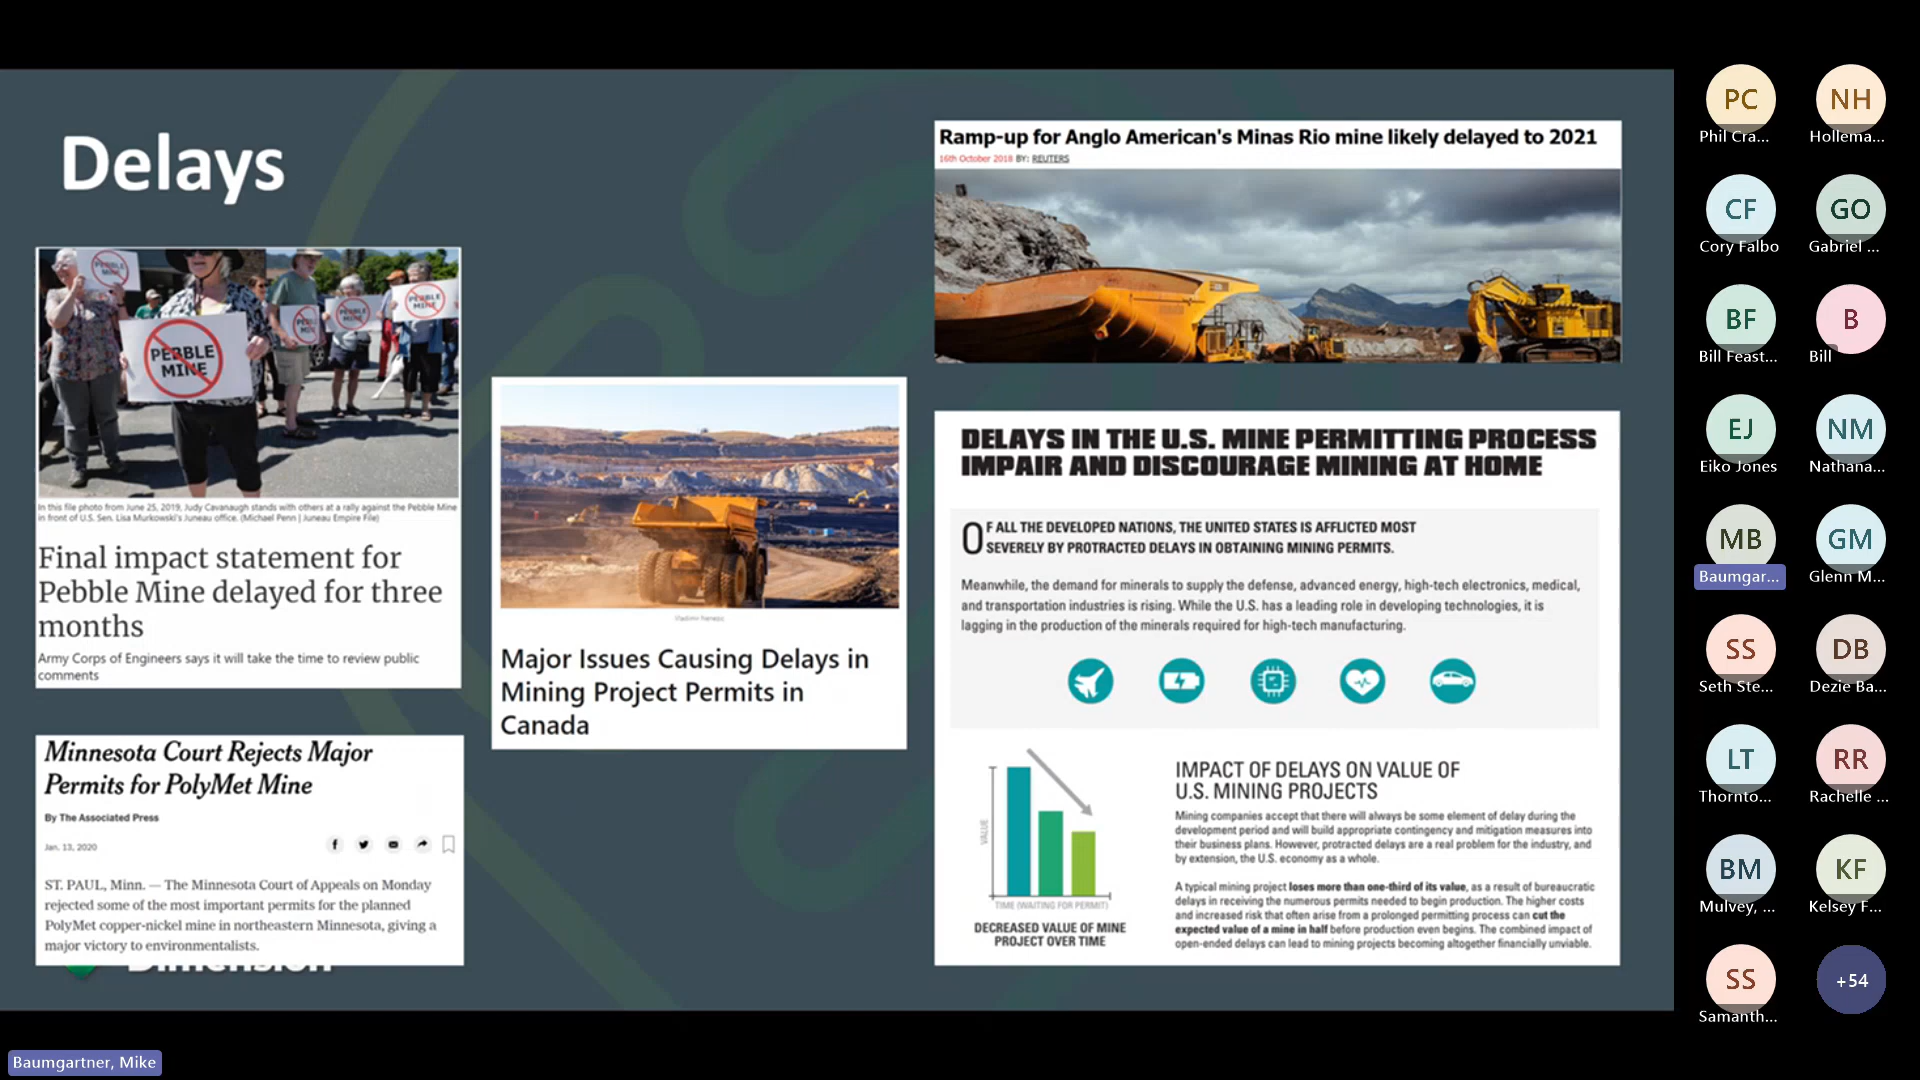 Delays
PEBBLE
MINE
PEBBLE
MINE
PEBBLE
MINE
PEBBLE
MINE
In this file photo from June 25, 2019, Judy Cavanaugh stands with others at a rally against the Pebble Mine
in front of U.S. Sen. Lisa Murkowski's Juneau office. (Michael Penn | Juneau Empire File)
Final impact statement for
Pebble Mine delayed for three
months
Army Corps of Engineers says it will take the time to review public
comments
Minnesota Court Rejects Major
Permits for PolyMet Mine
By The Associated Press
Jan. 13, 2020
ST. PAUL, Minn. — The Minnesota Court of Appeals on Monday
rejected some of the most important permits for the planned
PolyMet copper-nickel mine in northeastern Minnesota, giving a
major victory to environmentalists.
Dimension
Major Issues Causing Delays in
Mining Project Permits in
Canada
Ramp-up for Anglo American's Minas Rio mine likely delayed to 2021
16th October 2018 BY: REUTERS
DELAYS IN THE U.S. MINE PERMITTING PROCESS
IMPAIR AND DISCOURAGE MINING AT HOME
OF ALL THE DEVELOPED NATIONS, THE UNITED STATES IS AFFLICTED MOST
SEVERELY BY PROTRACTED DELAYS IN OBTAINING MINING PERMITS.
Meanwhile, the demand for minerals to supply the defense, advanced energy, high-tech electronics, medical,
and transportation industries is rising. While the U.S. has a leading role in developing technologies, it is
lagging in the production of the minerals required for high-tech manufacturing.
VALUE
TIME (WAITING FOR PERMIT)
DECREASED VALUE OF MINE
PROJECT OVER TIME
IMPACT OF DELAYS ON VALUE OF
U.S. MINING PROJECTS
Mining companies accept that there will always be some element of delay during the
development period and will build appropriate contingency and mitigation measures into
their business plans. However, protracted delays are a real problem for the industry, and
by extension, the U.S. economy as a whole.
A typical mining project loses more than one-third of its value, as a result of bureaucratic
delays in receiving the numerous permits needed to begin production. The higher costs
and increased risk that often arise from a prolonged permitting process can cut the
expected value of a mine in half before production even begins. The combined impact of
open-ended delays can lead to mining projects becoming altogether financially unviable.
PC
Phil Cra...
NH
Hollema...
CF
Cory Falbo
GO
Gabriel ...
BF
Bill Feast...
B
Bill
EJ
Eiko Jones
NM
Nathana...
MB
Baumgar...
GM
Glenn M...
SS
Seth Ste...
DB
Dezie Ba...
LT
Thornto...
RR
Rachelle ...
BM
Mulvey, ...
KF
Kelsey F...
SS
Samanth...
+54
Baumgartner, Mike